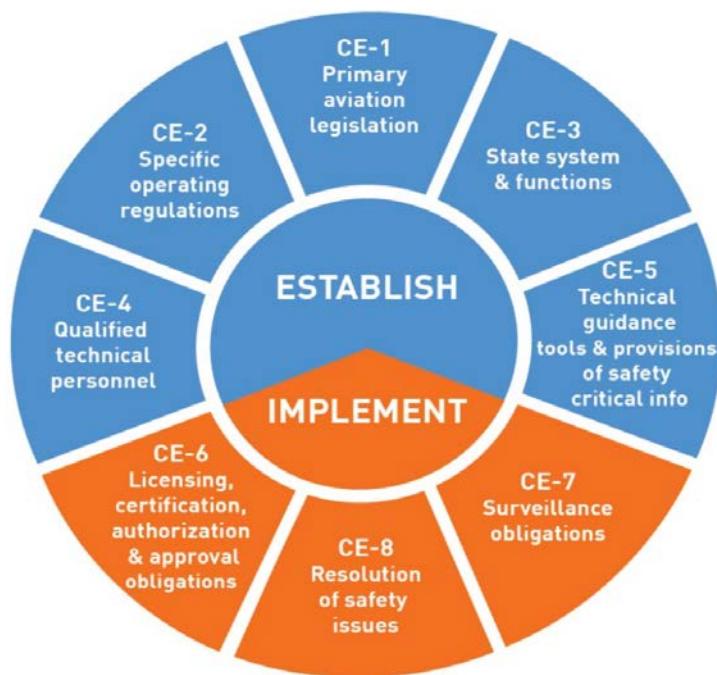 CE-1
Primary
aviation
legislation
CE-2
Specific
operating
regulations
CE-3
State system
& functions
CE-4
Qualified
technical
personnel
ESTABLISH
CE-5
Technical
guidance
tools & provisions
of safety
critical info
IMPLEMENT
CE-6
Licensing,
certification,
authorization
& approval
obligations
CE-8
Resolution
of safety
issues
CE-7
Surveillance
obligations